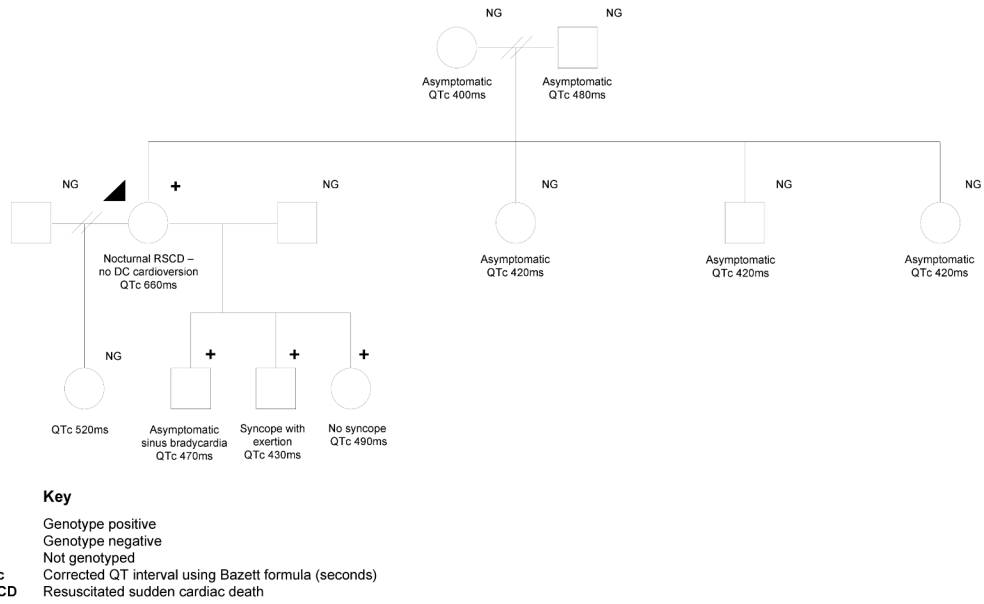 NG NG
Asymptomatic Asymptomatic
QTc 400ms QTc 480ms
NG + NG NG NG NG
Nocturnal RSCD – Asymptomatic Asymptomatic Asymptomatic
no DC cardioversion QTc 420ms QTc 420ms QTc 420ms
QTc 660ms
NG + + +
QTc 520ms Asymptomatic Syncope with No syncope
sinus bradycardia exertion QTc 490ms
QTc 470ms QTc 430ms
Key
Genotype positive
Genotype negative
Not genotyped
c Corrected QT interval using Bazett formula (seconds)
CD Resuscitated sudden cardiac death